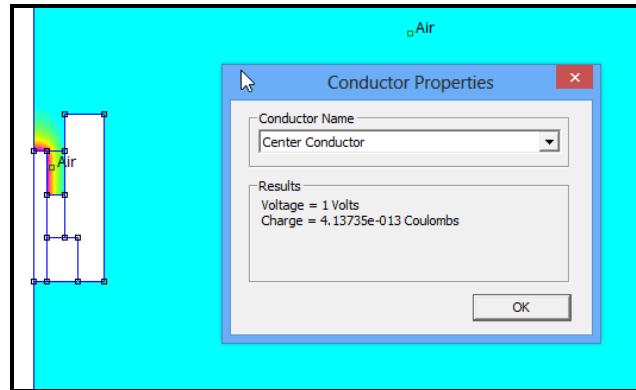 Air
Air
Conductor Properties
Conductor Name
Center Conductor
Results
Voltage = 1 Volts
Charge = 4.13735e-013 Coulombs
OK